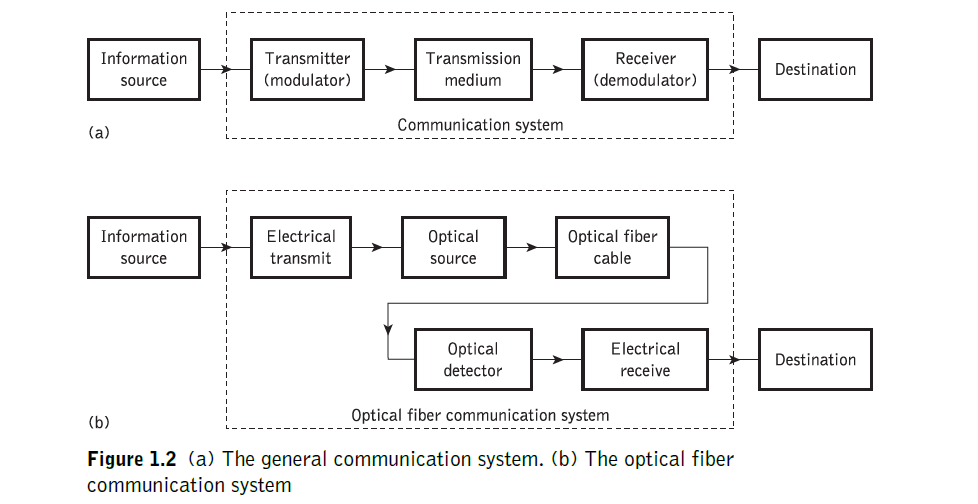 Information
source
Transmitter
(modulator)
Transmission
medium
Receiver
(demodulator)
Destination
Communication system
(a)
Information
source
Electrical
transmit
Optical
source
Optical fiber
cable
Optical
detector
Electrical
receive
Destination
Optical fiber communication system
(b)
Figure 1.2 (a) The general communication system. (b) The optical fiber
communication system